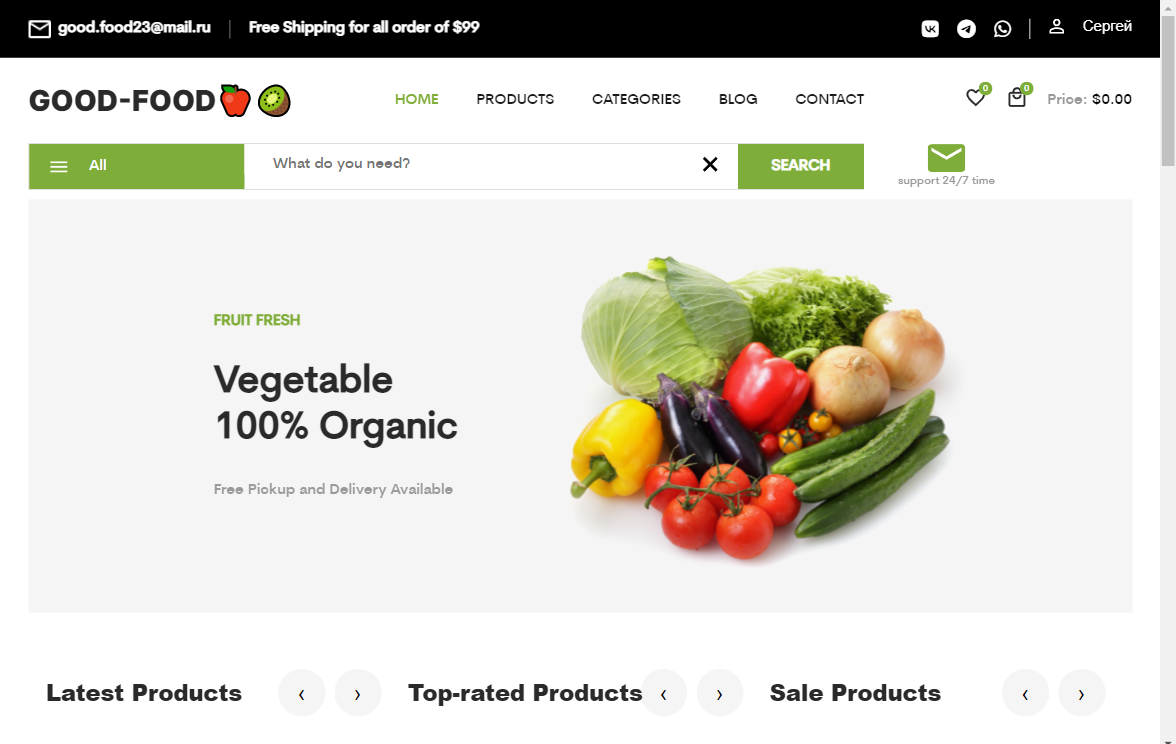 good.food23@mail.ru
Free Shipping for all order of $99
Сергей
GOOD-FOOD
HOME
PRODUCTS
CATEGORIES
BLOG
CONTACT
0
0
Price: $0.00
All
What do you need?
SEARCH
support 24/7 time
FRUIT FRESH
Vegetable
100% Organic
Free Pickup and Delivery Available
Latest Products
Top-rated Products
Sale Products